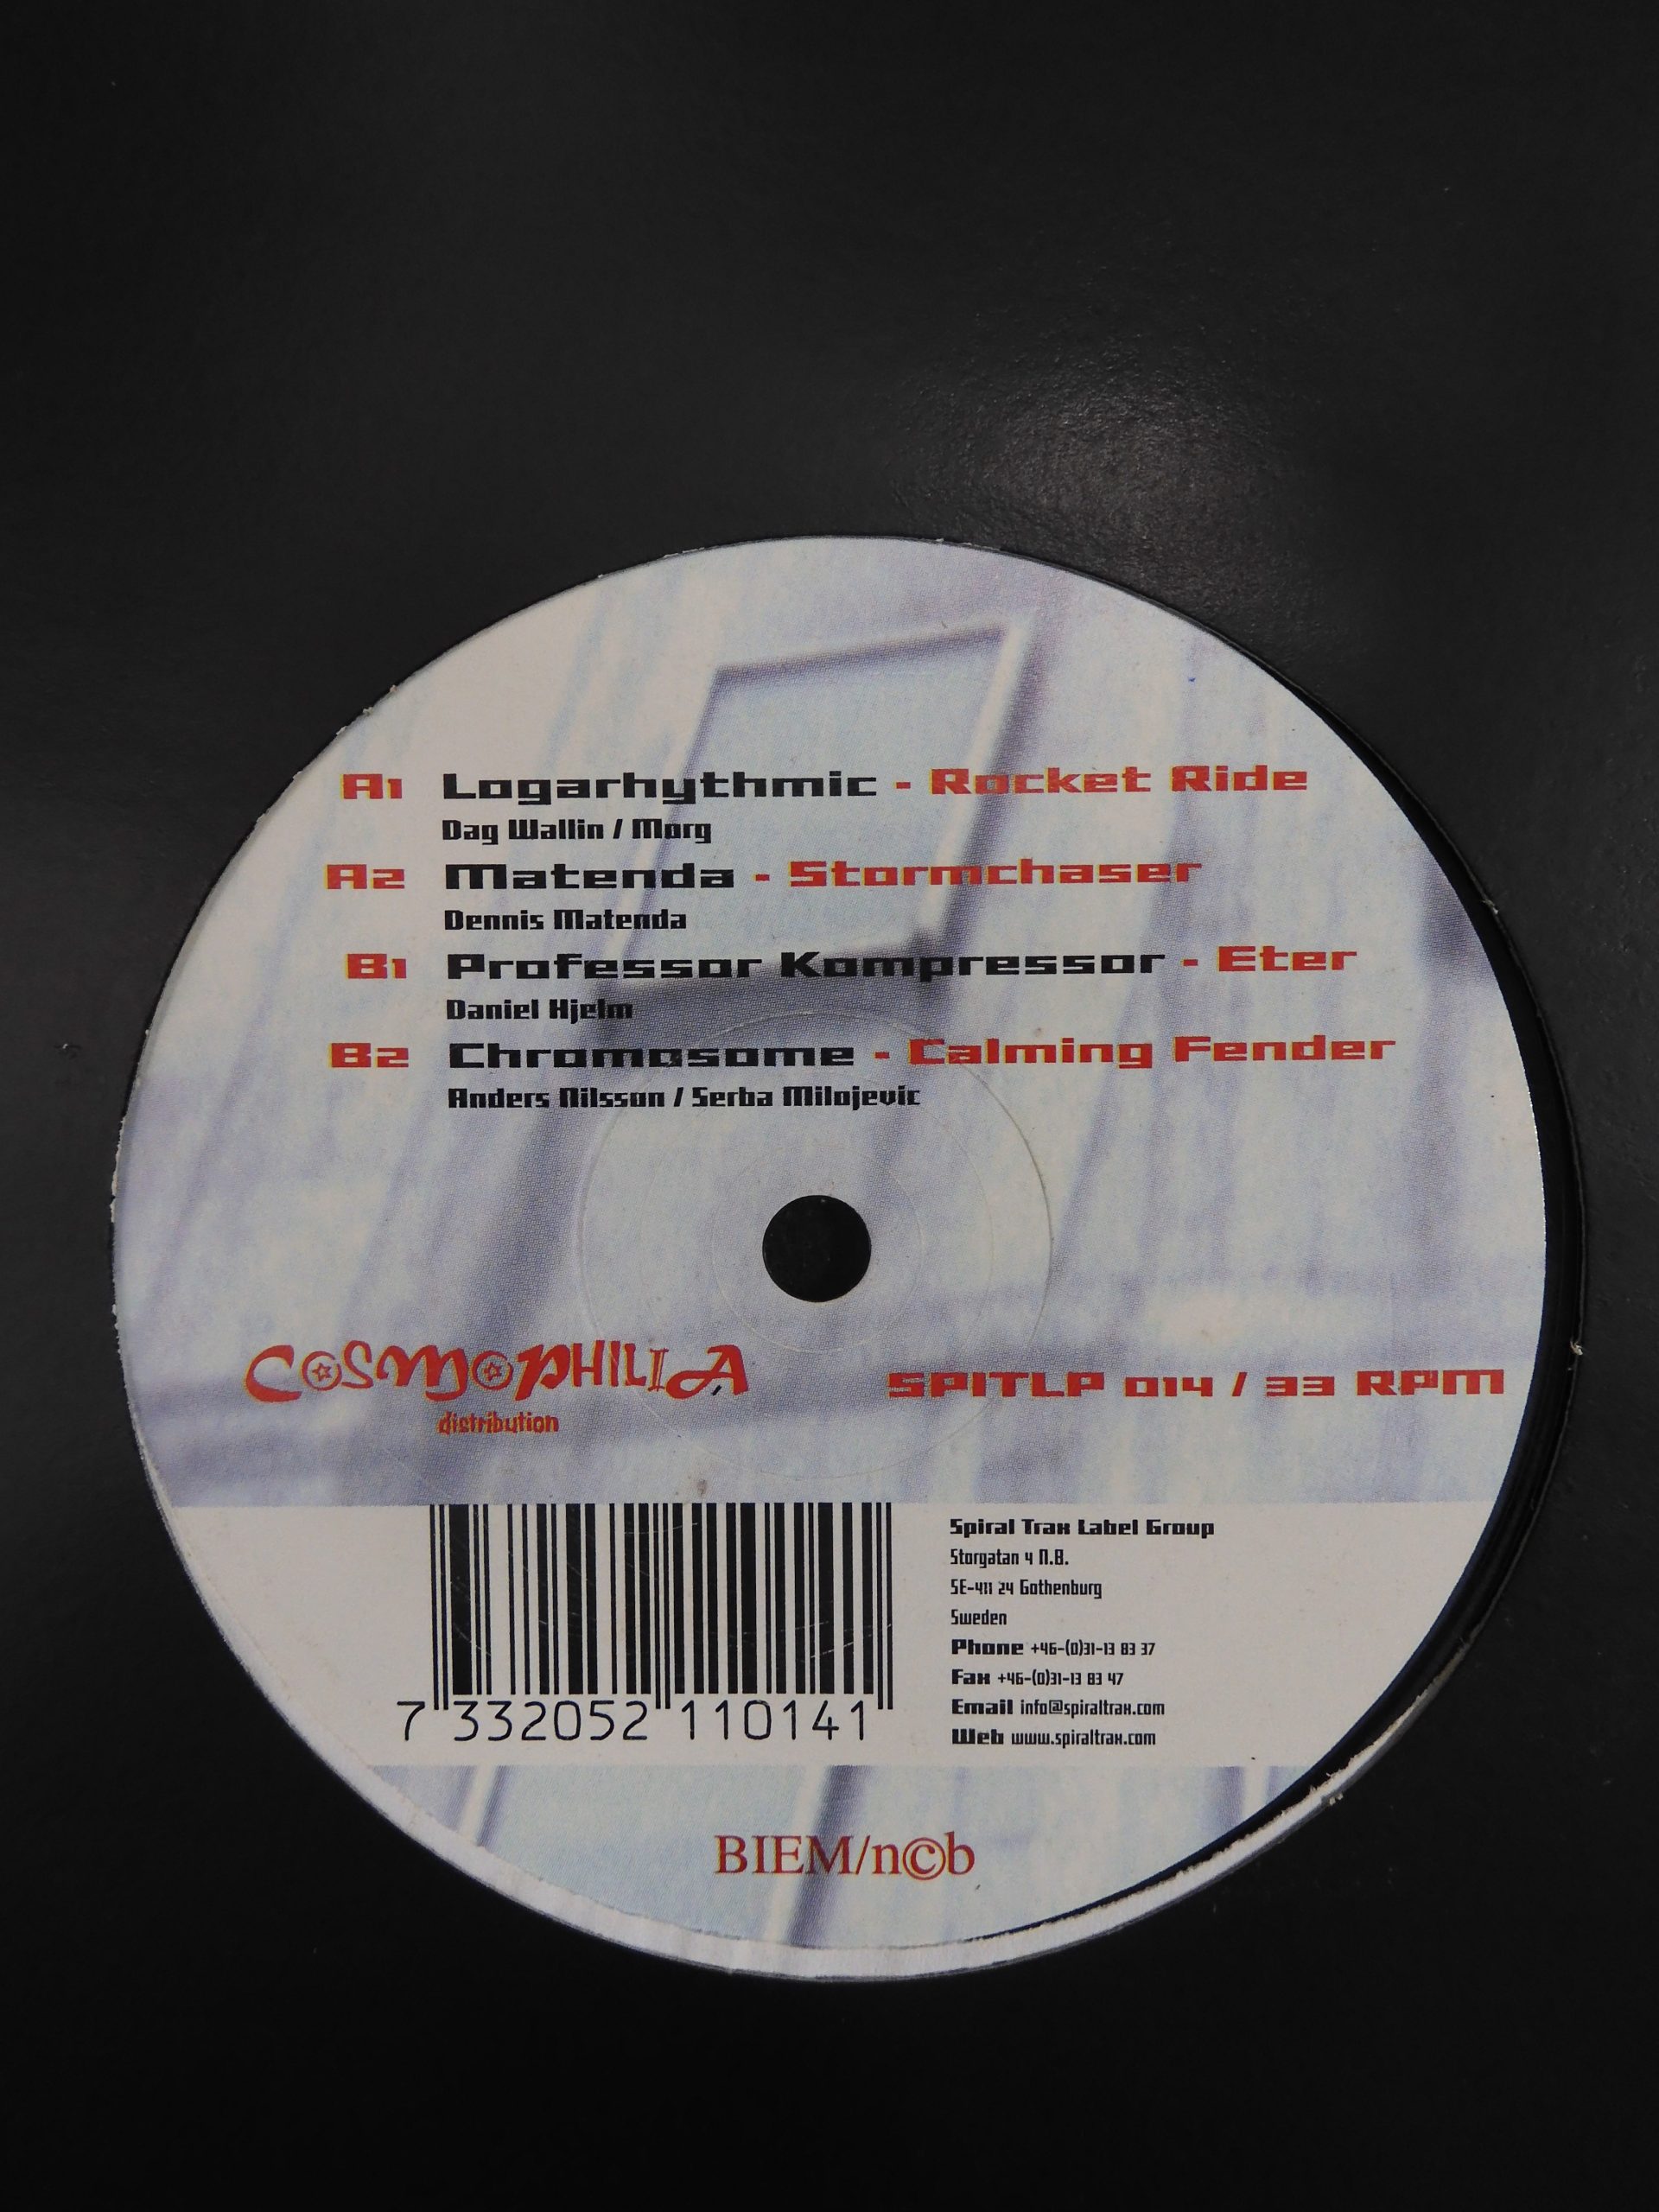 A1 Logarhythmic - Rocket Ride
Dag Wallin / Morg
A2 Matenda - Stormchaser
Dennis Matenda
B1 Professor Kompressor - Eter
Daniel Hjelm
B2 Chromosome - Calming Fender
Anders Nilsson / Serba Milojevic
COSMOPHILIA
distribution
SPITLP 014 / 33 RPM
Spiral Trax Label Group
Storgatan 4 N.B.
SE-411 24 Gothenburg
Sweden
Phone +46-(0)31-13 83 37
Fax +46-(0)31-13 83 47
Email info@spiraltrax.com
Web www.spiraltrax.com
7 332052 110141
BIEM/n©b